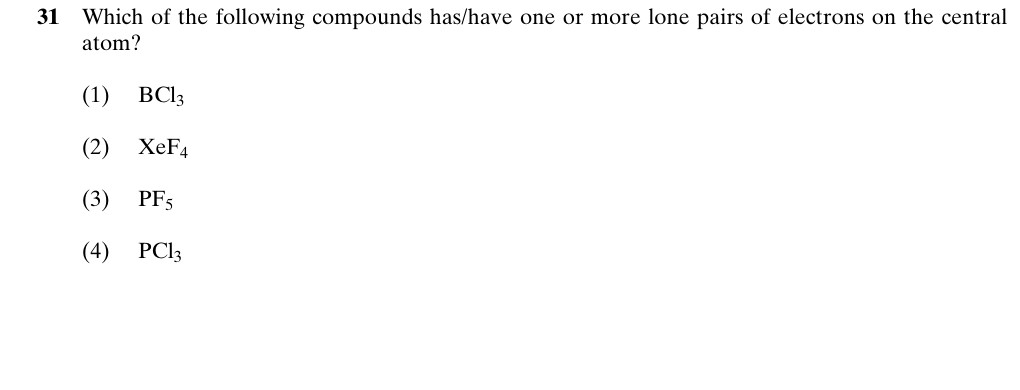 31 Which of the following compounds has/have one or more lone pairs of electrons on the central
atom?
(1) BCl₃
(2) XeF₄
(3) PF₅
(4) PCl₃